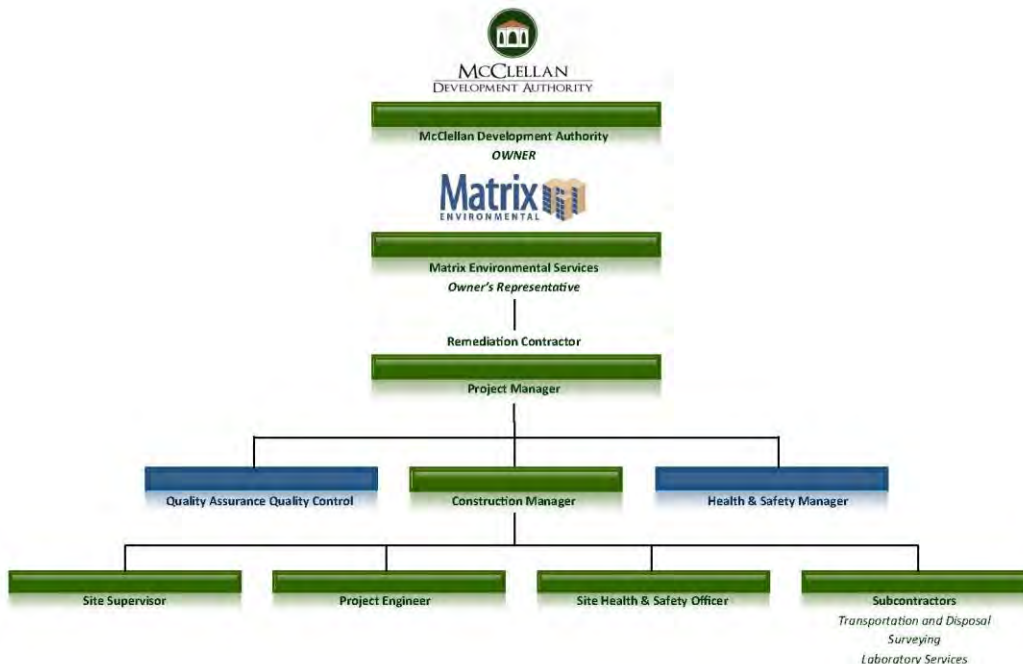 McCLELLAN
DEVELOPMENT AUTHORITY
McClellan Development Authority
OWNER
Matrix
ENVIRONMENTAL
Matrix Environmental Services
Owner's Representative
Remediation Contractor
Project Manager
Quality Assurance Quality Control
Construction Manager
Health & Safety Manager
Site Supervisor
Project Engineer
Site Health & Safety Officer
Subcontractors
Transportation and Disposal
Surveying
Laboratory Services